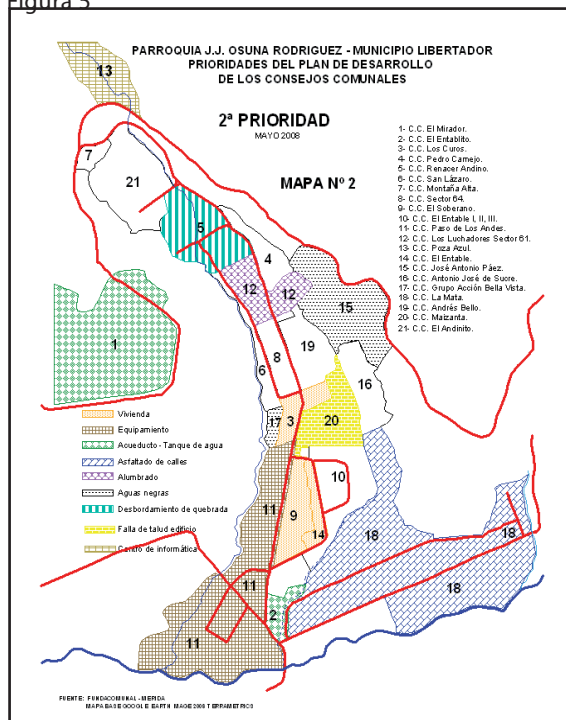 Figura 5
PARROQUIA J.J. OSUNA RODRIGUEZ - MUNICIPIO LIBERTADOR
PRIORIDADES DEL PLAN DE DESARROLLO
DE LOS CONSEJOS COMUNALES
2ª PRIORIDAD
MAYO 2008
MAPA Nº 2
1- C.C. El Mirador.
2- C.C. El Entablito.
3- C.C. Los Curos.
4- C.C. Pedro Camejo.
5- C.C. Renacer Andino.
6- C.C. San Lázaro.
7- C.C. Montaña Alta.
8- C.C. Sector 64.
9- C.C. El Soberano.
10- C.C. El Entable I, II, III.
11- C.C. Paso de Los Andes.
12- C.C. Los Luchadores Sector 61.
13- C.C. Poza Azul.
14- C.C. El Entable.
15- C.C. José Antonio Páez.
16- C.C. Antonio José de Sucre.
17- C.C. Grupo Acción Bella Vista.
18- C.C. La Mata.
19- C.C. Andrés Bello.
20- C.C. Maizanta.
21- C.C. El Andinito.
13
7
21
5
4
12
12
15
1
19
8
6
16
17
3
20
10
11
9
14
18
18
18
11
2
11
Vivienda
Equipamiento
Acueducto - Tanque de agua
Asfaltado de calles
Alumbrado
Aguas negras
Desbordamiento de quebrada
Falla de talud edificio
Centro de informática
FUENTE: FUNDACOMUNAL - MERIDA
MAPA BASE GOOGLE EARTH IMAGE 2006 TERRAMETRICO